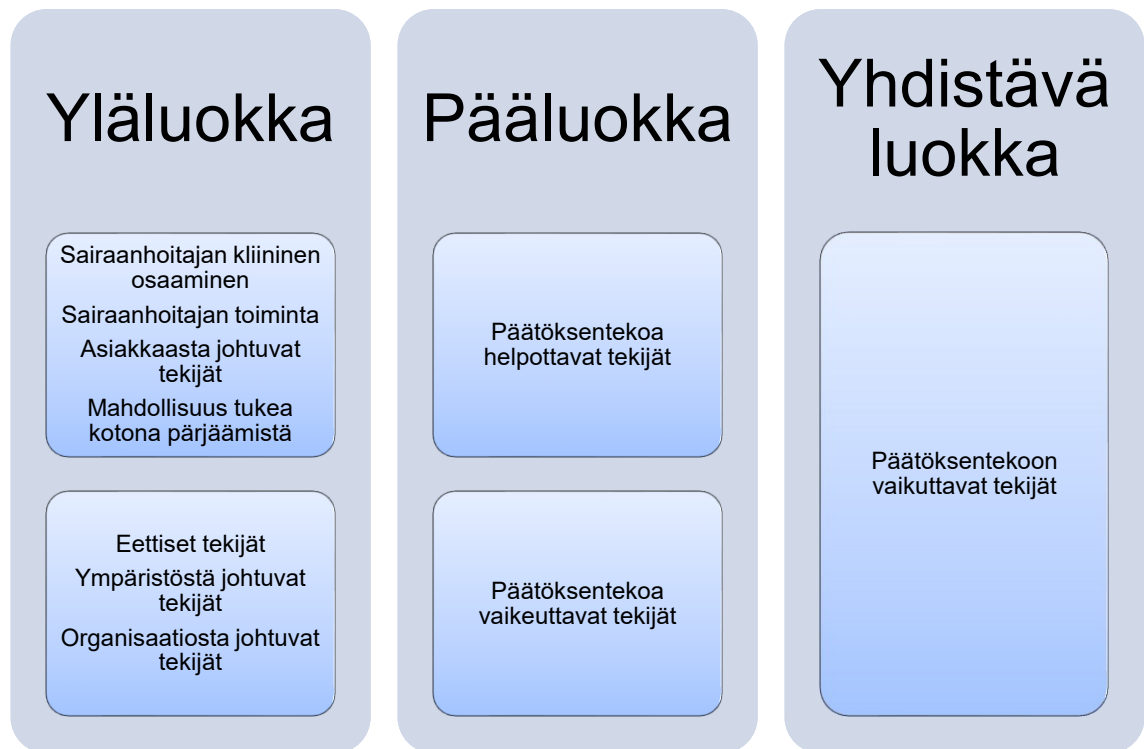 Yläluokka
Sairaanhoitajan kliininen
osaaminen
Sairaanhoitajan toiminta
Asiakkaasta johtuvat
tekijät
Mahdollisuus tukea
kotona pärjäämistä
Eettiset tekijät
Ympäristöstä johtuvat
tekijät
Organisaatiosta johtuvat
tekijät
Pääluokka
Päätöksentekoa
helpottavat tekijät
Päätöksentekoa
vaikeuttavat tekijät
Yhdistävä
luokka
Päätöksentekoon
vaikuttavat tekijät